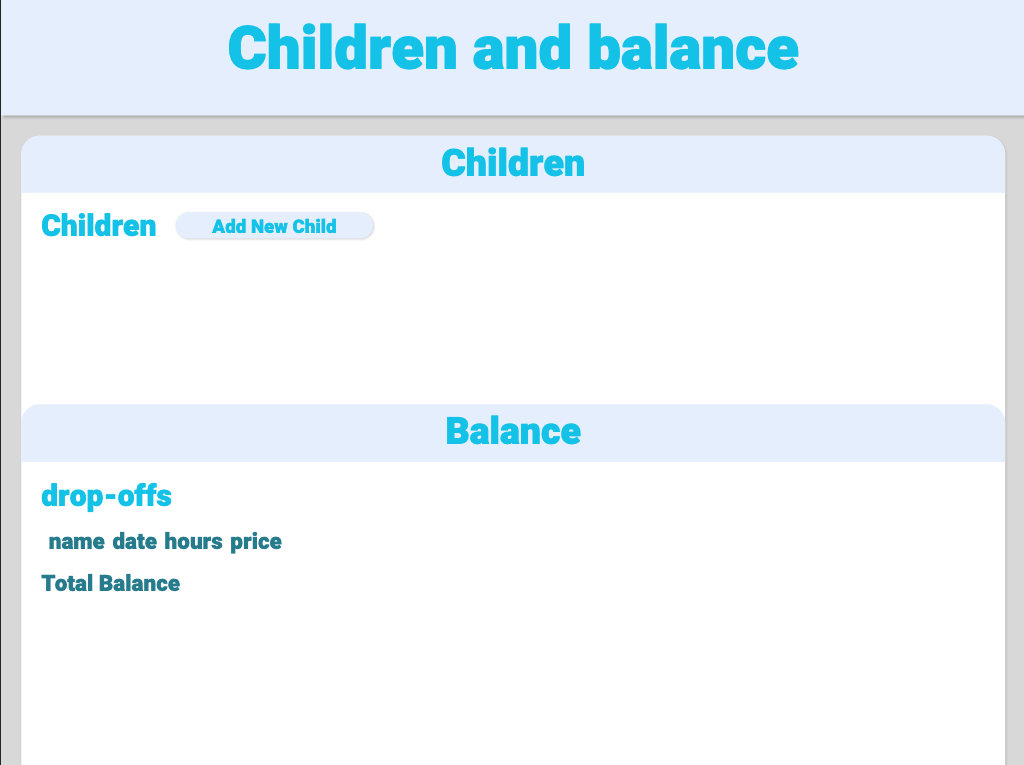 Children and balance
Children
Children Add New Child
Balance
drop-offs
name date hours price
Total Balance